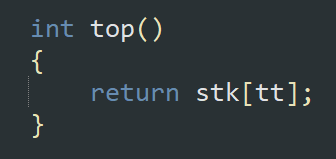 int top()
{
    return stk[tt];
}